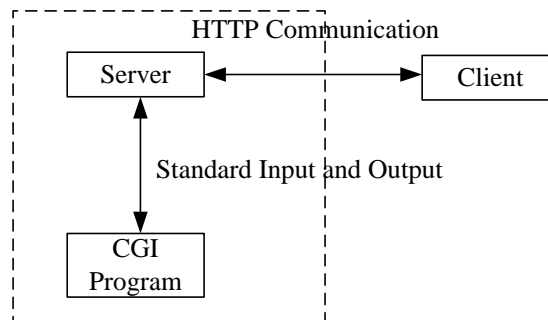 HTTP Communication
Server
Client
Standard Input and Output
CGI
Program